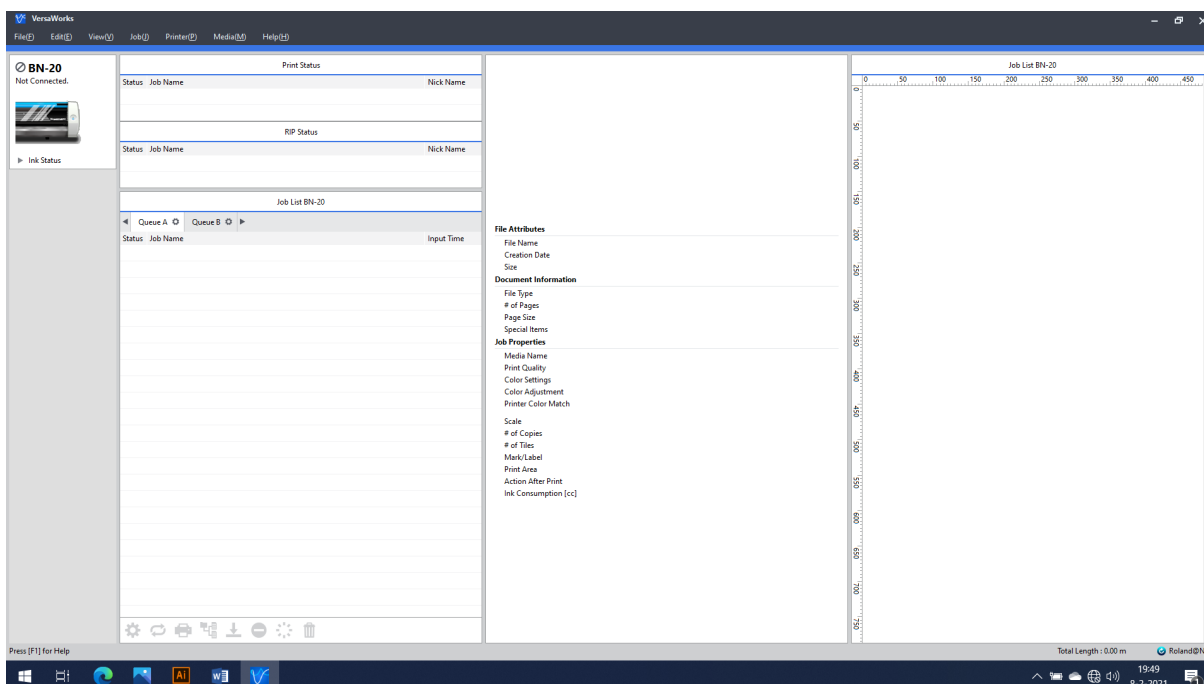 VersaWorks
File(F) Edit(E) View(V) Job(J) Printer(P) Media(M) Help(H)
BN-20
Not Connected.
Ink Status
Print Status
Status Job Name Nick Name
RIP Status
Status Job Name Nick Name
Job List BN-20
Queue A Queue B
Status Job Name Input Time
File Attributes
File Name
Creation Date
Size
Document Information
File Type
# of Pages
Page Size
Special Items
Job Properties
Media Name
Print Quality
Color Settings
Color Adjustment
Printer Color Match
Scale
# of Copies
# of Tiles
Mark/Label
Print Area
Action After Print
Ink Consumption [cc]
Job List BN-20
0 50 100 150 200 250 300 350 400 450
0
50
100
150
200
250
300
350
400
450
500
550
600
650
700
750
Press [F1] for Help
Total Length : 0.00 m Roland@N
Ai
19:49
8-2-2021